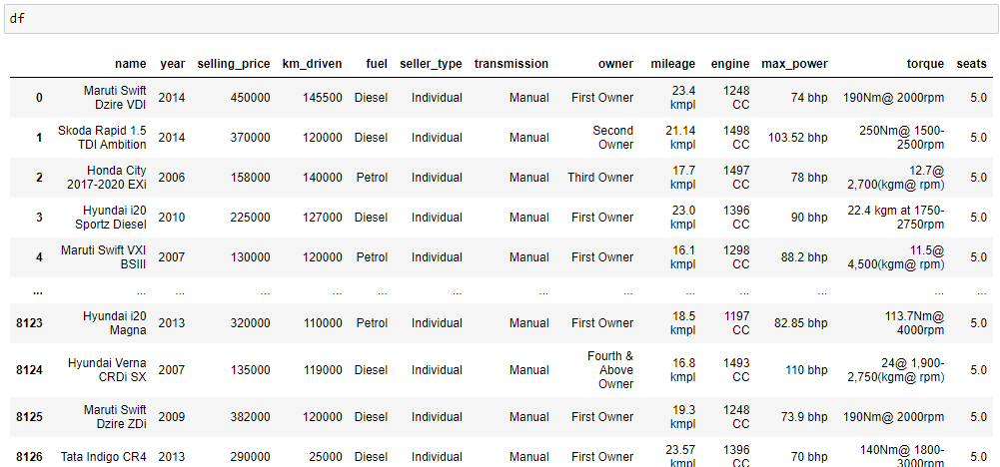 df
name year selling_price km_driven fuel seller_type transmission owner mileage engine max_power torque seats
0 Maruti Swift Dzire VDI 2014 450000 145500 Diesel Individual Manual First Owner 23.4 kmpl 1248 CC 74 bhp 190Nm@ 2000rpm 5.0
1 Skoda Rapid 1.5 TDI Ambition 2014 370000 120000 Diesel Individual Manual Second Owner 21.14 kmpl 1498 CC 103.52 bhp 250Nm@ 1500-2500rpm 5.0
2 Honda City 2017-2020 EXi 2006 158000 140000 Petrol Individual Manual Third Owner 17.7 kmpl 1497 CC 78 bhp 12.7@ 2,700(kgm@ rpm) 5.0
3 Hyundai i20 Sportz Diesel 2010 225000 127000 Diesel Individual Manual First Owner 23.0 kmpl 1396 CC 90 bhp 22.4 kgm at 1750-2750rpm 5.0
4 Maruti Swift VXI BSIII 2007 130000 120000 Petrol Individual Manual First Owner 16.1 kmpl 1298 CC 88.2 bhp 11.5@ 4,500(kgm@ rpm) 5.0
... ... ... ... ... ... ... ... ... ... ... ... ... ...
8123 Hyundai i20 Magna 2013 320000 110000 Petrol Individual Manual First Owner 18.5 kmpl 1197 CC 82.85 bhp 113.7Nm@ 4000rpm 5.0
8124 Hyundai Verna CRDi SX 2007 135000 119000 Diesel Individual Manual Fourth & Above Owner 16.8 kmpl 1493 CC 110 bhp 24@ 1,900-2,750(kgm@ rpm) 5.0
8125 Maruti Swift Dzire ZDi 2009 382000 120000 Diesel Individual Manual First Owner 19.3 kmpl 1248 CC 73.9 bhp 190Nm@ 2000rpm 5.0
8126 Tata Indigo CR4 2013 290000 25000 Diesel Individual Manual First Owner 23.57 kmpl 1396 CC 70 bhp 140Nm@ 1800-3000rpm 5.0